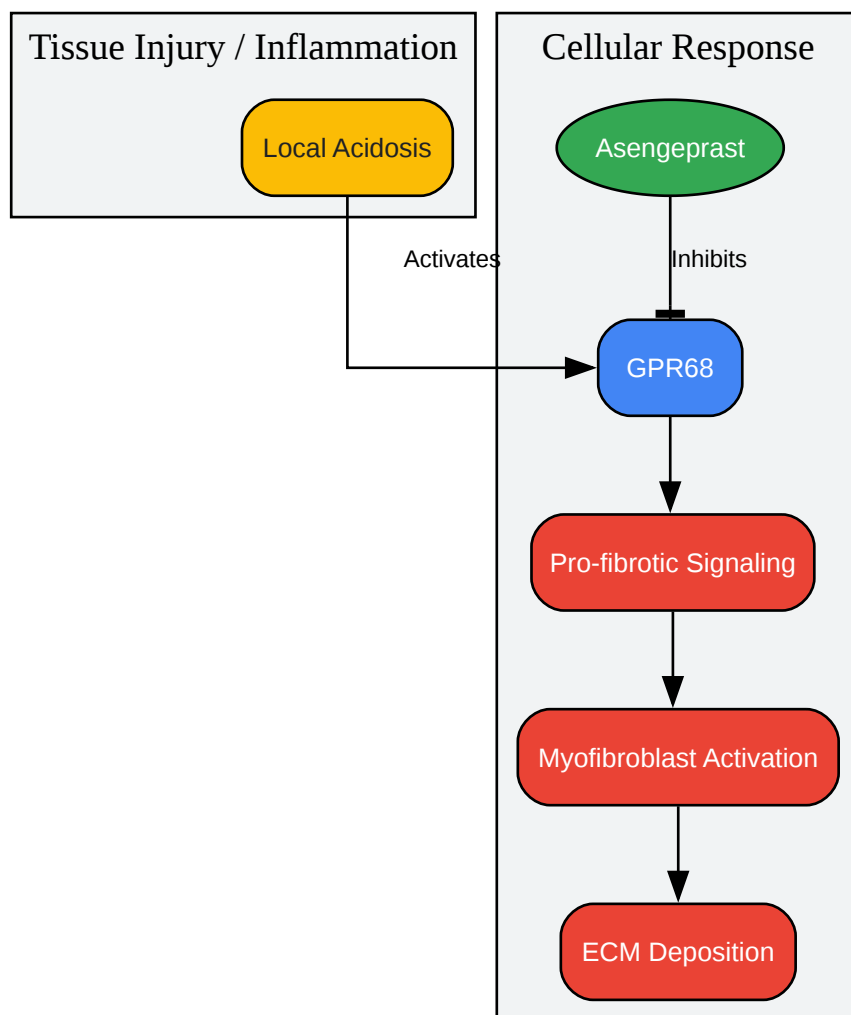 Tissue Injury / Inflammation
Cellular Response
Local Acidosis
Asengeprast
Activates
Inhibits
GPR68
Pro-fibrotic Signaling
Myofibroblast Activation
ECM Deposition